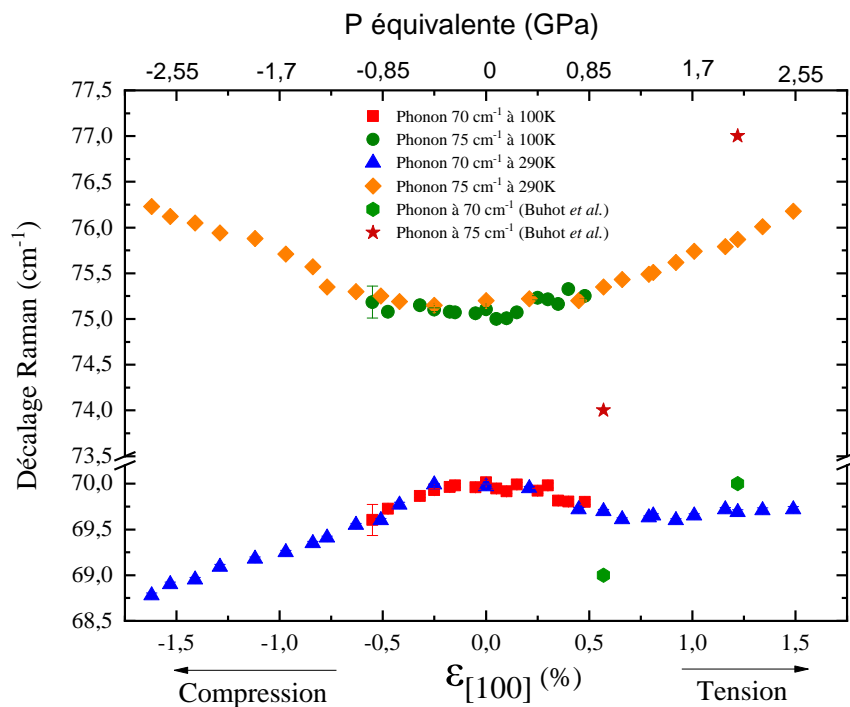 P équivalente (GPa)
-2,55 -1,7 -0,85 0 0,85 1,7 2,55
77,5
77,0
76,5
76,0
75,5
75,0
74,5
74,0
73,5
70,0
69,5
69,0
68,5
Décalage Raman (cm⁻¹)
Phonon 70 cm⁻¹ à 100K
Phonon 75 cm⁻¹ à 100K
Phonon 70 cm⁻¹ à 290K
Phonon 75 cm⁻¹ à 290K
Phonon à 70 cm⁻¹ (Buhot et al.)
Phonon à 75 cm⁻¹ (Buhot et al.)
-1,5 -1,0 -0,5 0,0 0,5 1,0 1,5
Compression ε[100] (%) Tension